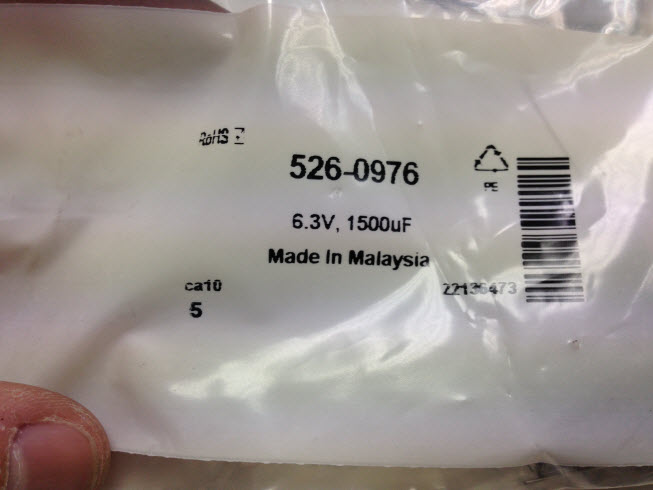 RoHS
526-0976
PE
6.3V, 1500uF
Made In Malaysia
ca10
5